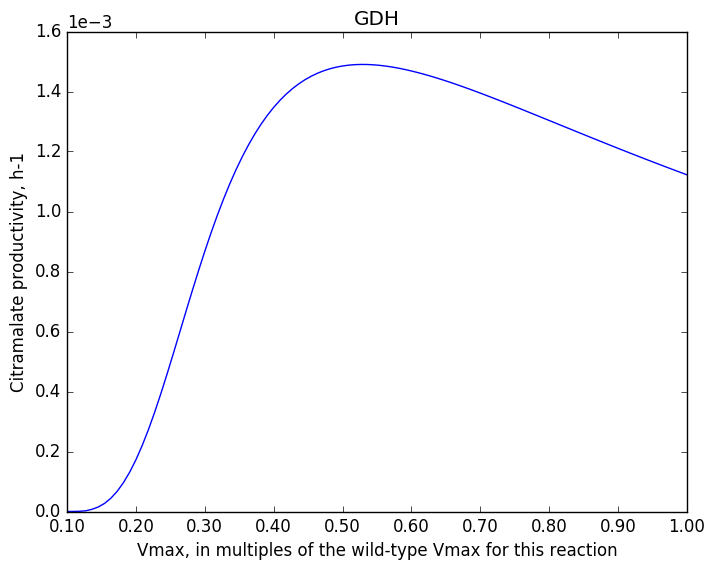 GDH
1e−3
1.6
1.4
1.2
1.0
0.8
0.6
0.4
0.2
0.0
Citramalate productivity, h-1
0.10 0.20 0.30 0.40 0.50 0.60 0.70 0.80 0.90 1.00
Vmax, in multiples of the wild-type Vmax for this reaction